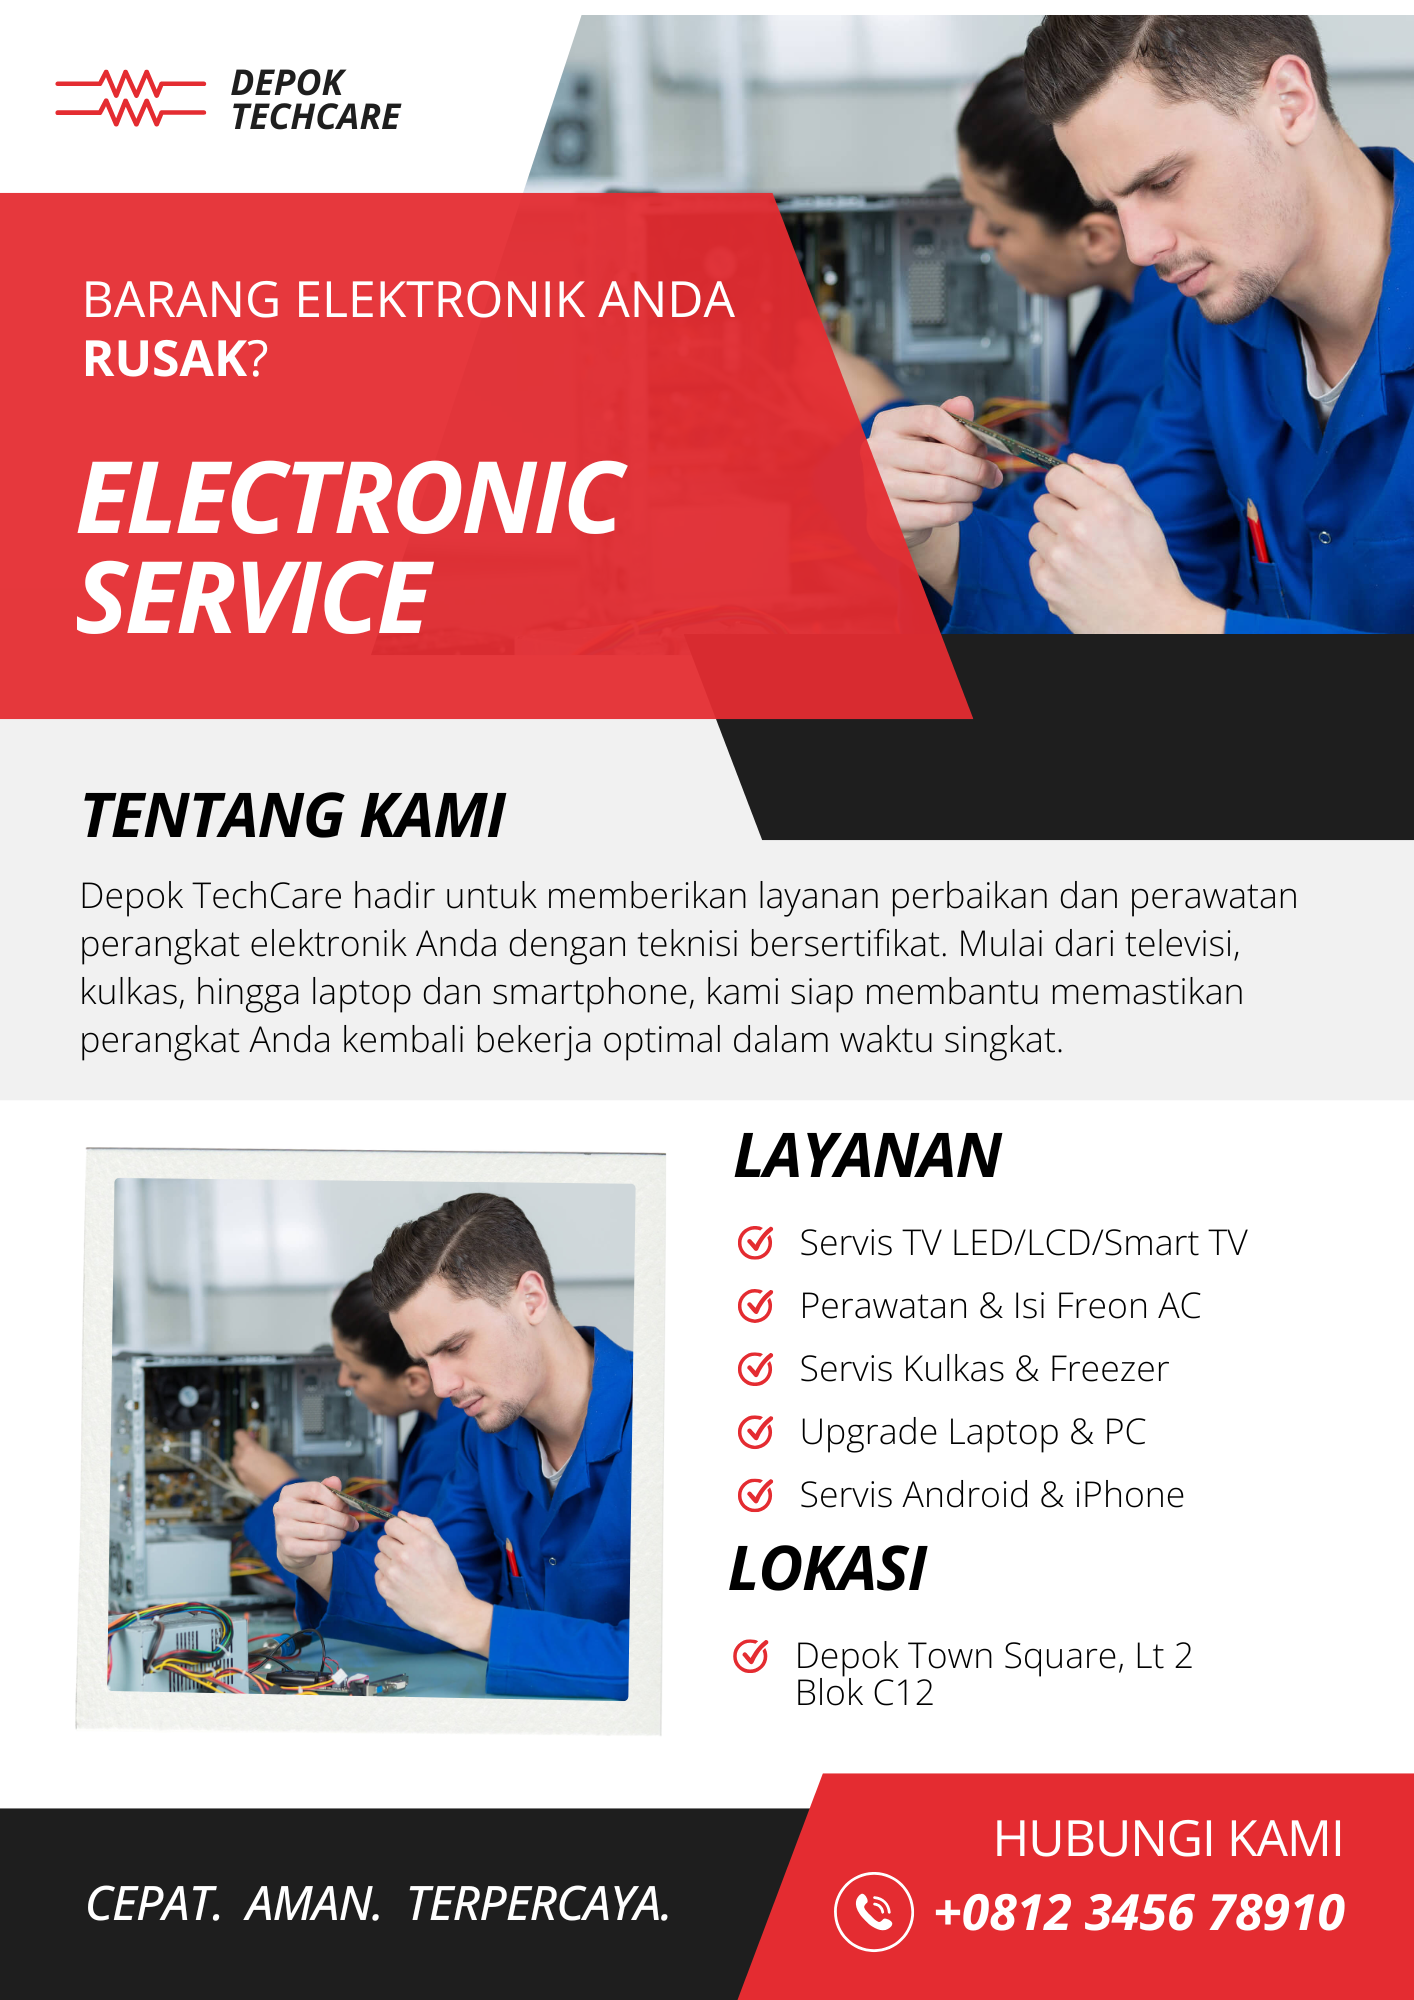 DEPOK
TECHCARE
BARANG ELEKTRONIK ANDA
RUSAK?
ELECTRONIC
SERVICE
TENTANG KAMI
Depok TechCare hadir untuk memberikan layanan perbaikan dan perawatan
perangkat elektronik Anda dengan teknisi bersertifikat. Mulai dari televisi,
kulkas, hingga laptop dan smartphone, kami siap membantu memastikan
perangkat Anda kembali bekerja optimal dalam waktu singkat.
LAYANAN
Servis TV LED/LCD/Smart TV
Perawatan & Isi Freon AC
Servis Kulkas & Freezer
Upgrade Laptop & PC
Servis Android & iPhone
LOKASI
Depok Town Square, Lt 2
Blok C12
CEPAT. AMAN. TERPERCAYA.
HUBUNGI KAMI
+0812 3456 78910